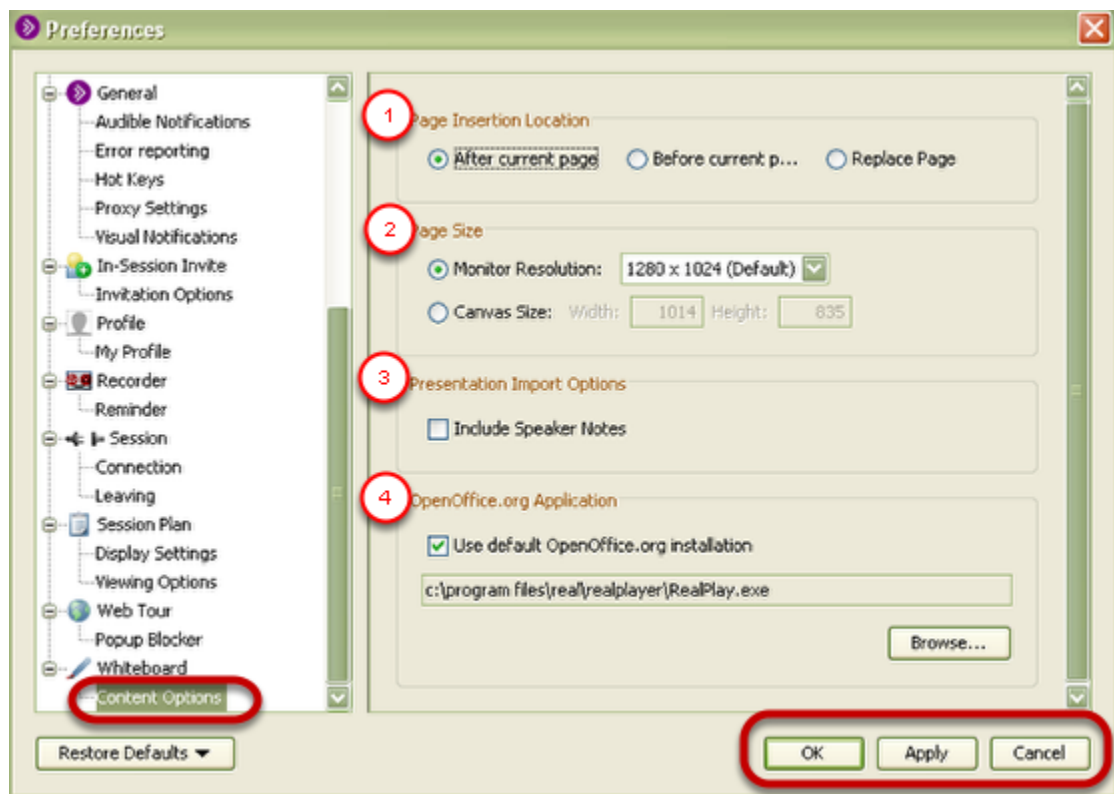 Preferences
General
Audible Notifications
Error reporting
Hot Keys
Proxy Settings
Visual Notifications
In-Session Invite
Invitation Options
Profile
My Profile
Recorder
Reminder
Session
Connection
Leaving
Session Plan
Display Settings
Viewing Options
Web Tour
Popup Blocker
Whiteboard
Content Options
1
Page Insertion Location
After current page Before current p... Replace Page
2
Page Size
Monitor Resolution: 1280 x 1024 (Default)
Canvas Size: Width: 1014 Height: 835
3
Presentation Import Options
Include Speaker Notes
4
OpenOffice.org Application
Use default OpenOffice.org installation
c:\program files\real\realplayer\RealPlay.exe
Browse...
Restore Defaults OK Apply Cancel